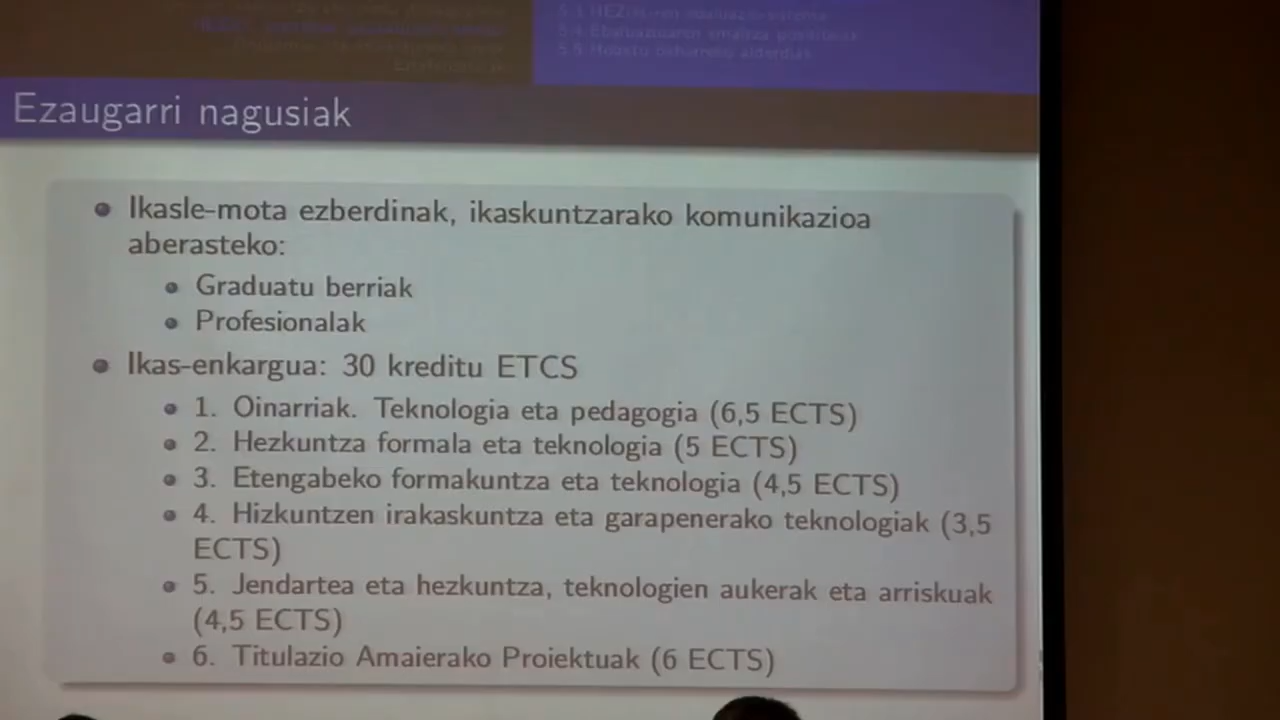 Ezaugarri nagusiak
Ikasle-mota ezberdinak, ikaskuntzarako komunikazioa
aberasteko:
Graduatu berriak
Profesionalak
Ikas-enkargua: 30 kreditu ETCS
1. Oinarriak. Teknologia eta pedagogia (6,5 ECTS)
2. Hezkuntza formala eta teknologia (5 ECTS)
3. Etengabeko formakuntza eta teknologia (4,5 ECTS)
4. Hizkuntzen irakaskuntza eta garapenerako teknologiak (3,5
ECTS)
5. Jendartea eta hezkuntza, teknologien aukerak eta arriskuak
(4,5 ECTS)
6. Titulazio Amaierako Proiektuak (6 ECTS)